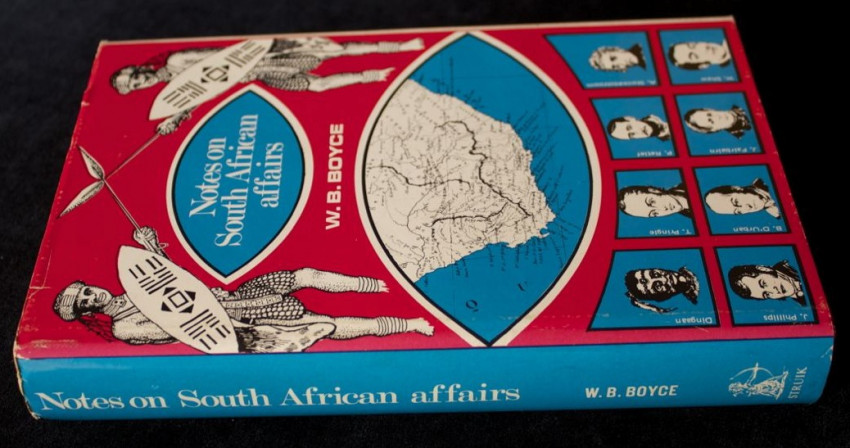 Notes on
South African
affairs
W. B. BOYCE
A. Stockenstroom
W. Shaw
P. Retief
J. Fairbairn
T. Pringle
B. D'Urban
Dingaan
J. Phillips
Notes on South African affairs
W. B. BOYCE
STRUIK